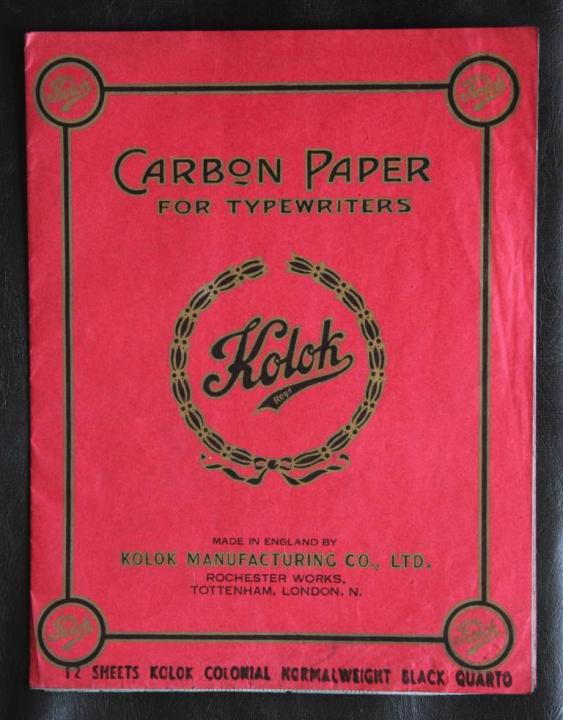 Kolok Kolok
CARBON PAPER
FOR TYPEWRITERS
Kolok
Regd
MADE IN ENGLAND BY
KOLOK MANUFACTURING CO., LTD.
ROCHESTER WORKS,
TOTTENHAM, LONDON, N.
Kolok Kolok
12 SHEETS KOLOK COLONIAL NORMALWEIGHT BLACK QUARTO